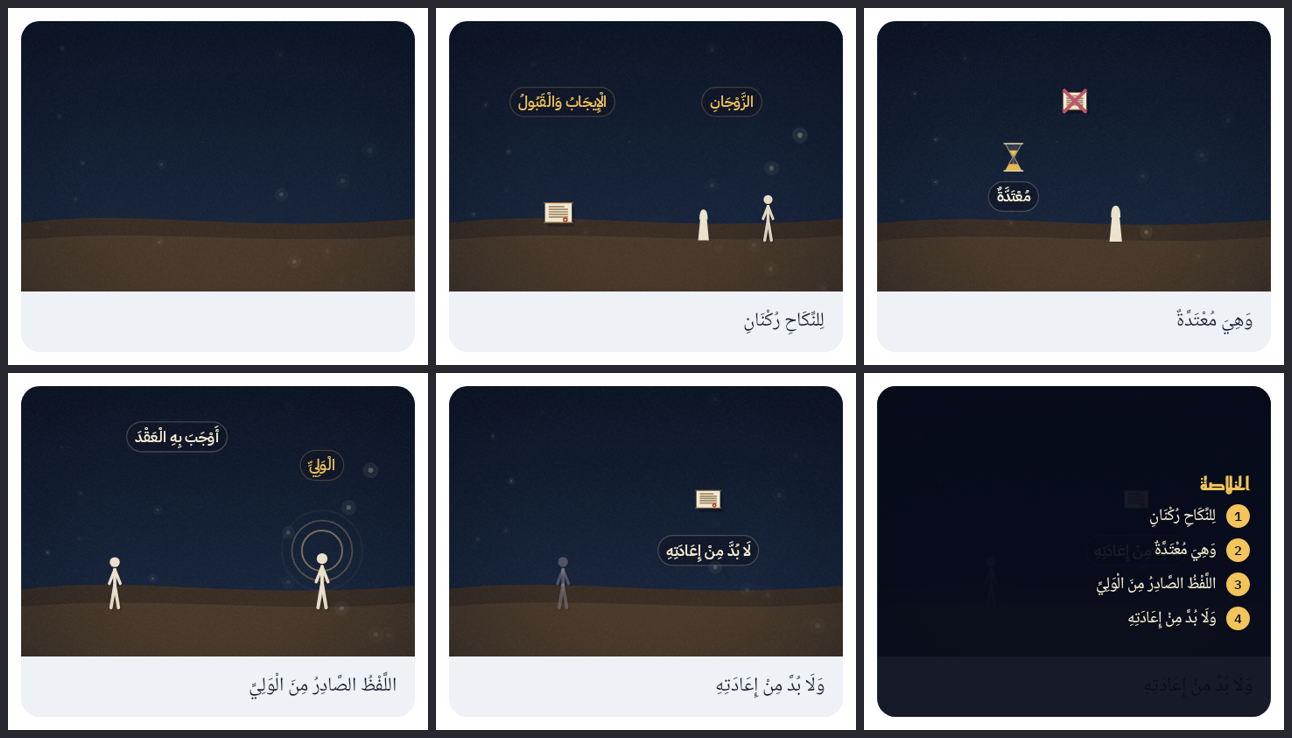 الزَّوْجَانِ
الْإِيجَابُ وَالْقَبُولُ
لِلنِّكَاحِ رُكْنَانِ
مُعْتَدَّةٌ
وَهِيَ مُعْتَدَّةٌ
أَوْجَبَ بِهِ الْعَقْدَ
الْوَلِيِّ
اللَّفْظُ الصَّادِرُ مِنَ الْوَلِيِّ
لَا بُدَّ مِنْ إِعَادَتِهِ
وَلَا بُدَّ مِنْ إِعَادَتِهِ
الخلاصة
1 لِلنِّكَاحِ رُكْنَانِ
2 وَهِيَ مُعْتَدَّةٌ
3 اللَّفْظُ الصَّادِرُ مِنَ الْوَلِيِّ
4 وَلَا بُدَّ مِنْ إِعَادَتِهِ
وَلَا بُدَّ مِنْ إِعَادَتِهِ